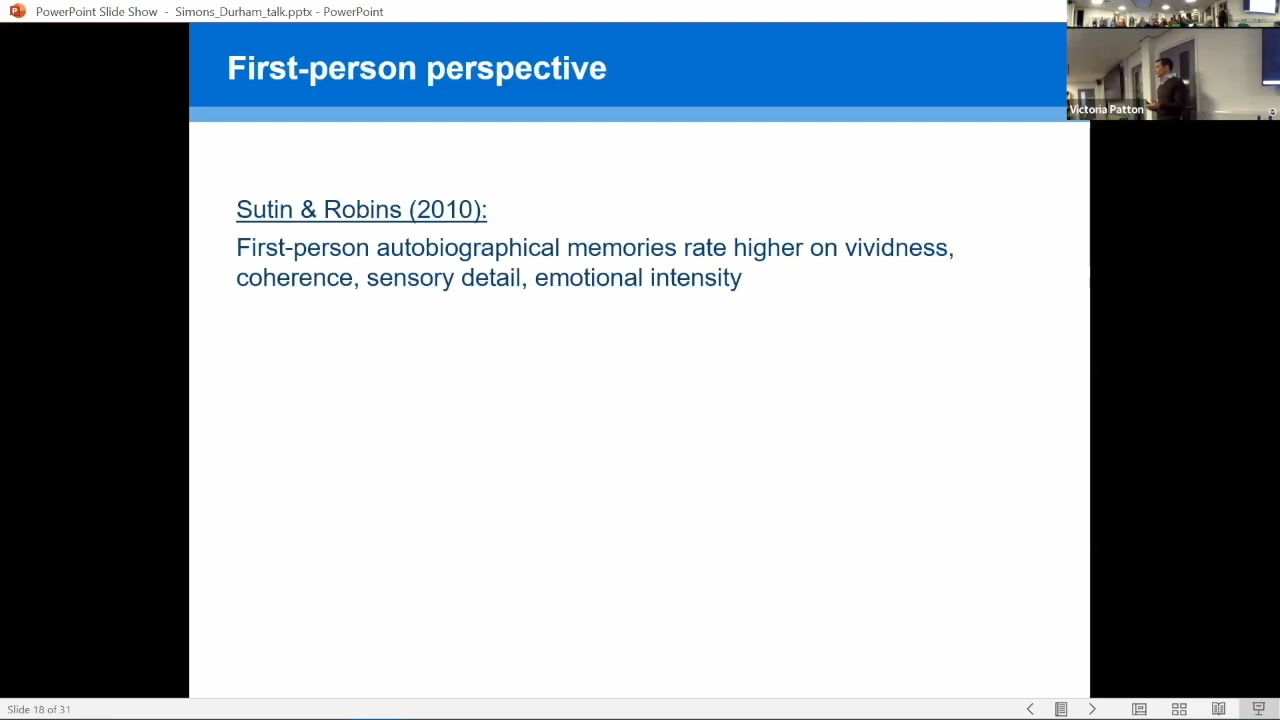 PowerPoint Slide Show - Simons_Durham_talk.pptx - PowerPoint
First-person perspective
Victoria Patton
Sutin & Robins (2010):
First-person autobiographical memories rate higher on vividness,
coherence, sensory detail, emotional intensity
Slide 18 of 31